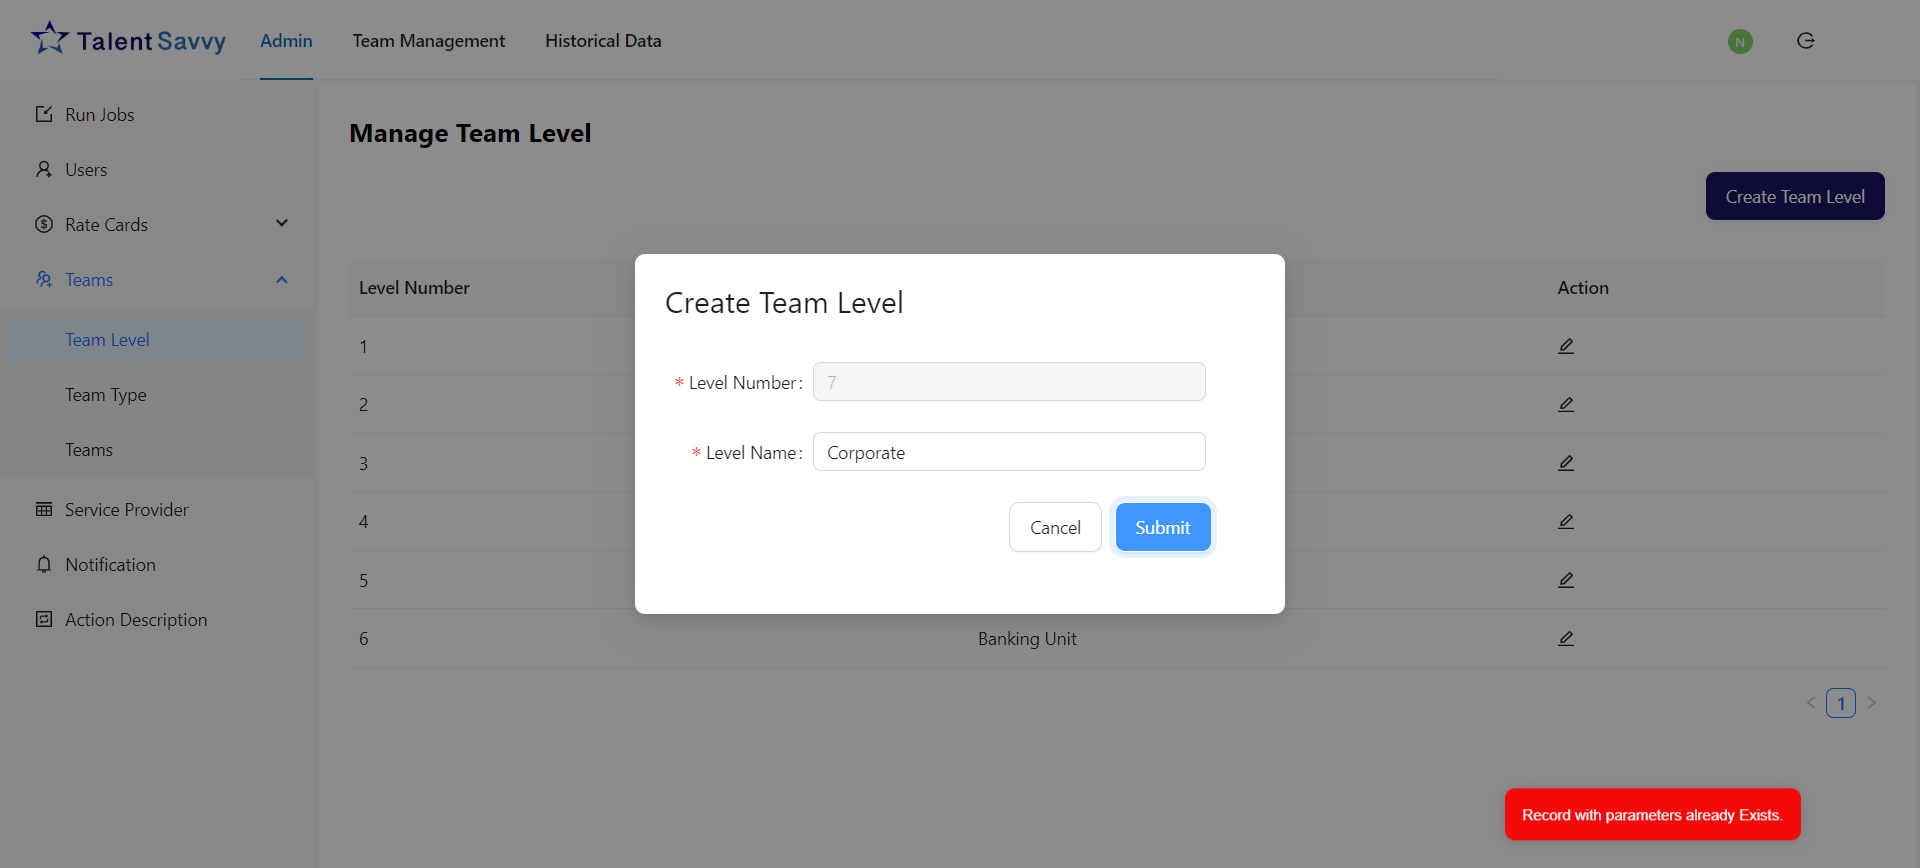 Talent Savvy
Admin
Team Management
Historical Data
N
Run Jobs
Users
Rate Cards
Teams
Team Level
Team Type
Teams
Service Provider
Notification
Action Description
Manage Team Level
Create Team Level
Level Number
Action
1
2
3
4
5
6 Banking Unit
1
Create Team Level
* Level Number: 7
* Level Name: Corporate
Cancel Submit
Record with parameters already Exists.